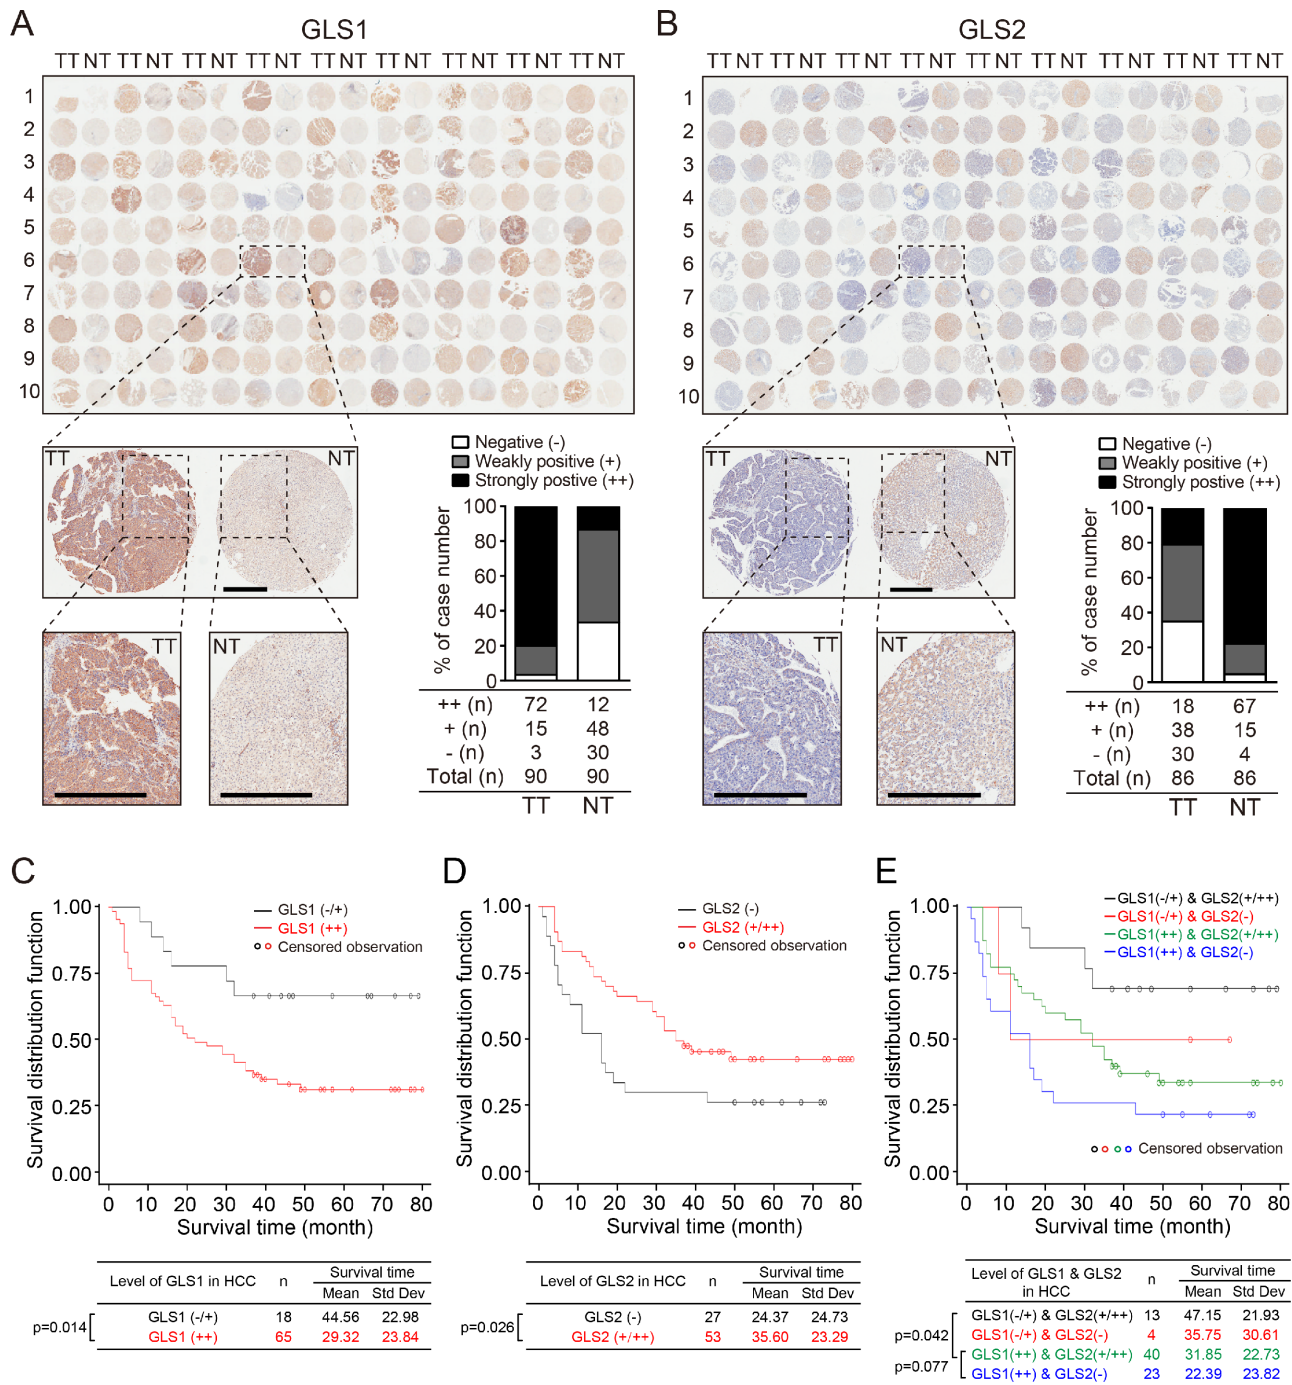 A
GLS1
TT NT TT NT TT NT TT NT TT NT TT NT TT NT TT NT TT NT
1
2
3
4
5
6
7
8
9
10
TT
NT
TT
NT
Negative (-)
Weakly positive (+)
Strongly postive (++)
% of case number
100
80
60
40
20
0
++ (n) 72 12
+ (n) 15 48
- (n) 3 30
Total (n) 90 90
TT NT
B
GLS2
TT NT TT NT TT NT TT NT TT NT TT NT TT NT TT NT TT NT
1
2
3
4
5
6
7
8
9
10
TT
NT
TT
NT
Negative (-)
Weakly positive (+)
Strongly postive (++)
% of case number
100
80
60
40
20
0
++ (n) 18 67
+ (n) 38 15
- (n) 30 4
Total (n) 86 86
TT NT
C
GLS1 (-/+)
GLS1 (++)
Censored observation
Survival distribution function
1.00
0.75
0.50
0.25
0.00
0 10 20 30 40 50 60 70 80
Survival time (month)
Level of GLS1 in HCC n Survival time
Mean Std Dev
GLS1 (-/+) 18 44.56 22.98
p=0.014
GLS1 (++) 65 29.32 23.84
D
GLS2 (-)
GLS2 (+/++)
Censored observation
Survival distribution function
1.00
0.75
0.50
0.25
0.00
0 10 20 30 40 50 60 70 80
Survival time (month)
Level of GLS2 in HCC n Survival time
Mean Std Dev
GLS2 (-) 27 24.37 24.73
p=0.026
GLS2 (+/++) 53 35.60 23.29
E
GLS1(-/+) & GLS2(+/++)
GLS1(-/+) & GLS2(-)
GLS1(++) & GLS2(+/++)
GLS1(++) & GLS2(-)
Censored observation
Survival distribution function
1.00
0.75
0.50
0.25
0.00
0 10 20 30 40 50 60 70 80
Survival time (month)
Level of GLS1 & GLS2
in HCC
n
Survival time
Mean Std Dev
GLS1(-/+) & GLS2(+/++) 13 47.15 21.93
p=0.042
GLS1(-/+) & GLS2(-) 4 35.75 30.61
GLS1(++) & GLS2(+/++) 40 31.85 22.73
p=0.077
GLS1(++) & GLS2(-) 23 22.39 23.82